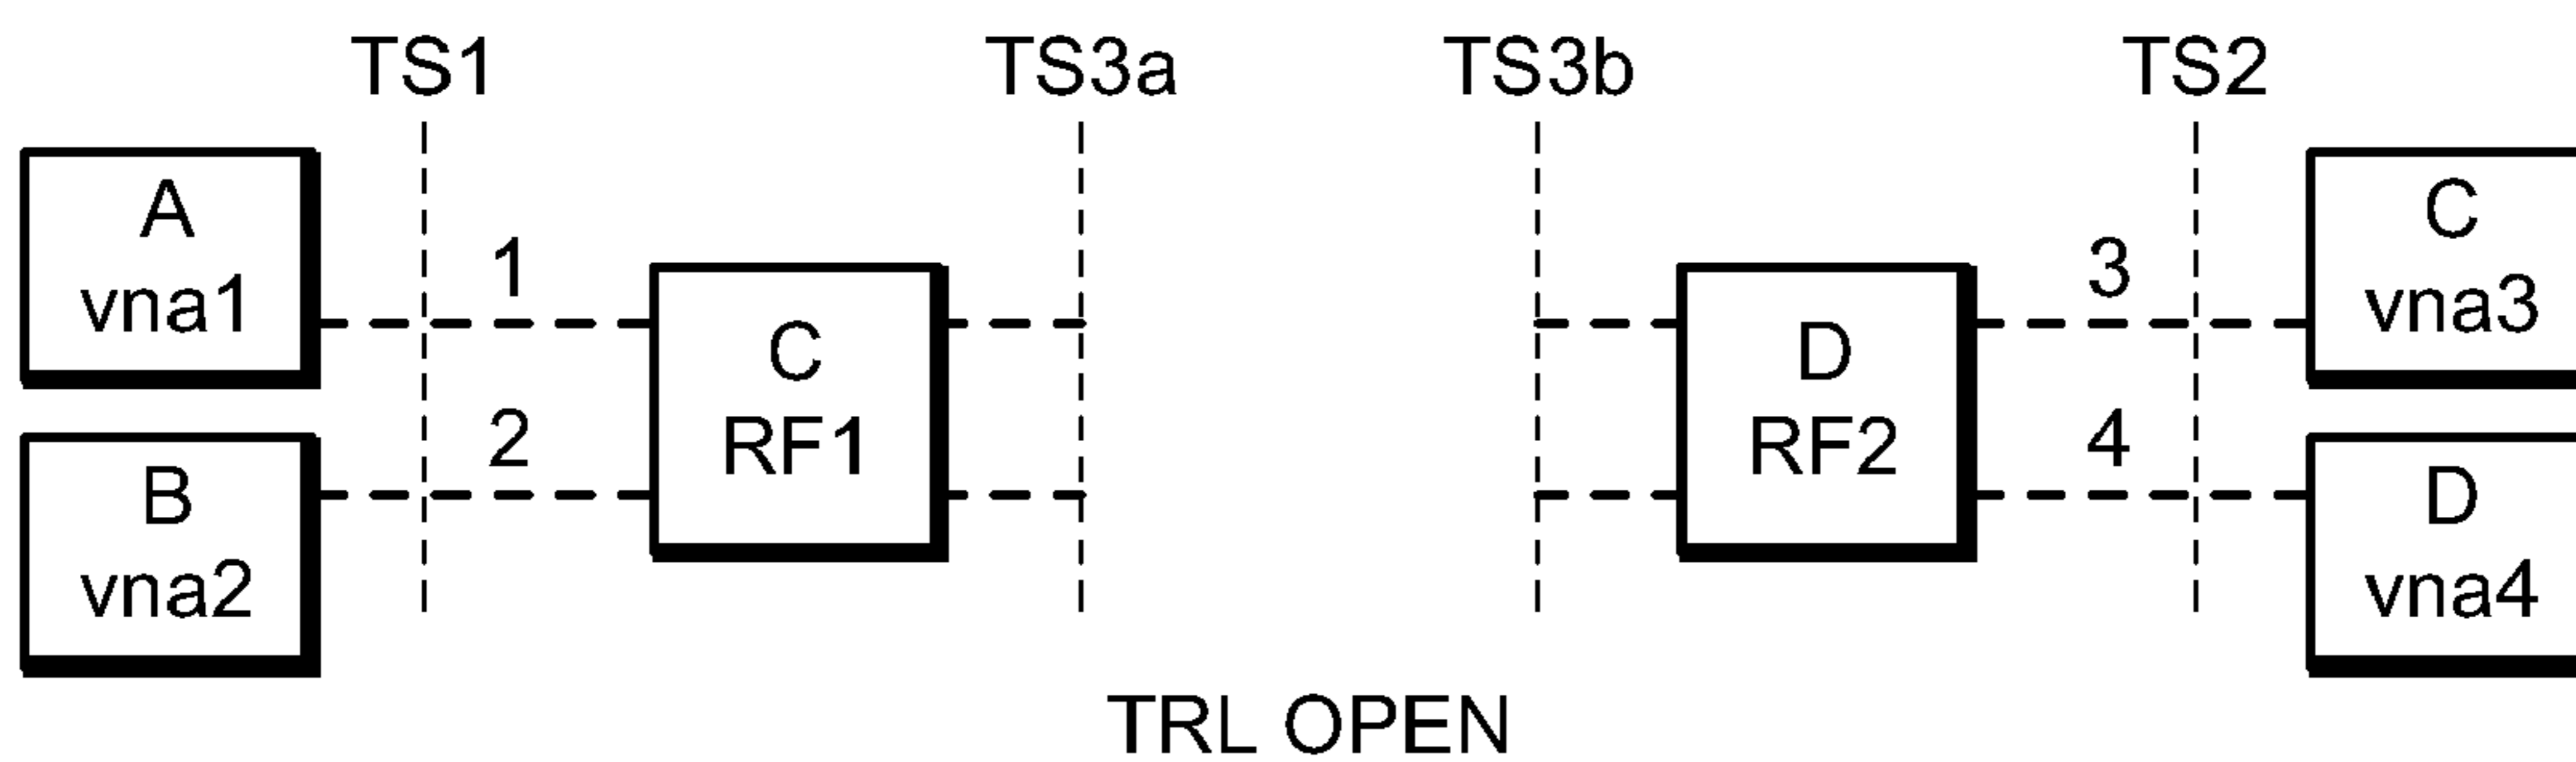 TS1
TS3a
TS3b
TS2
A
vna1
1
B
vna2
2
C
RF1
D
RF2
3
C
vna3
4
D
vna4
TRL OPEN